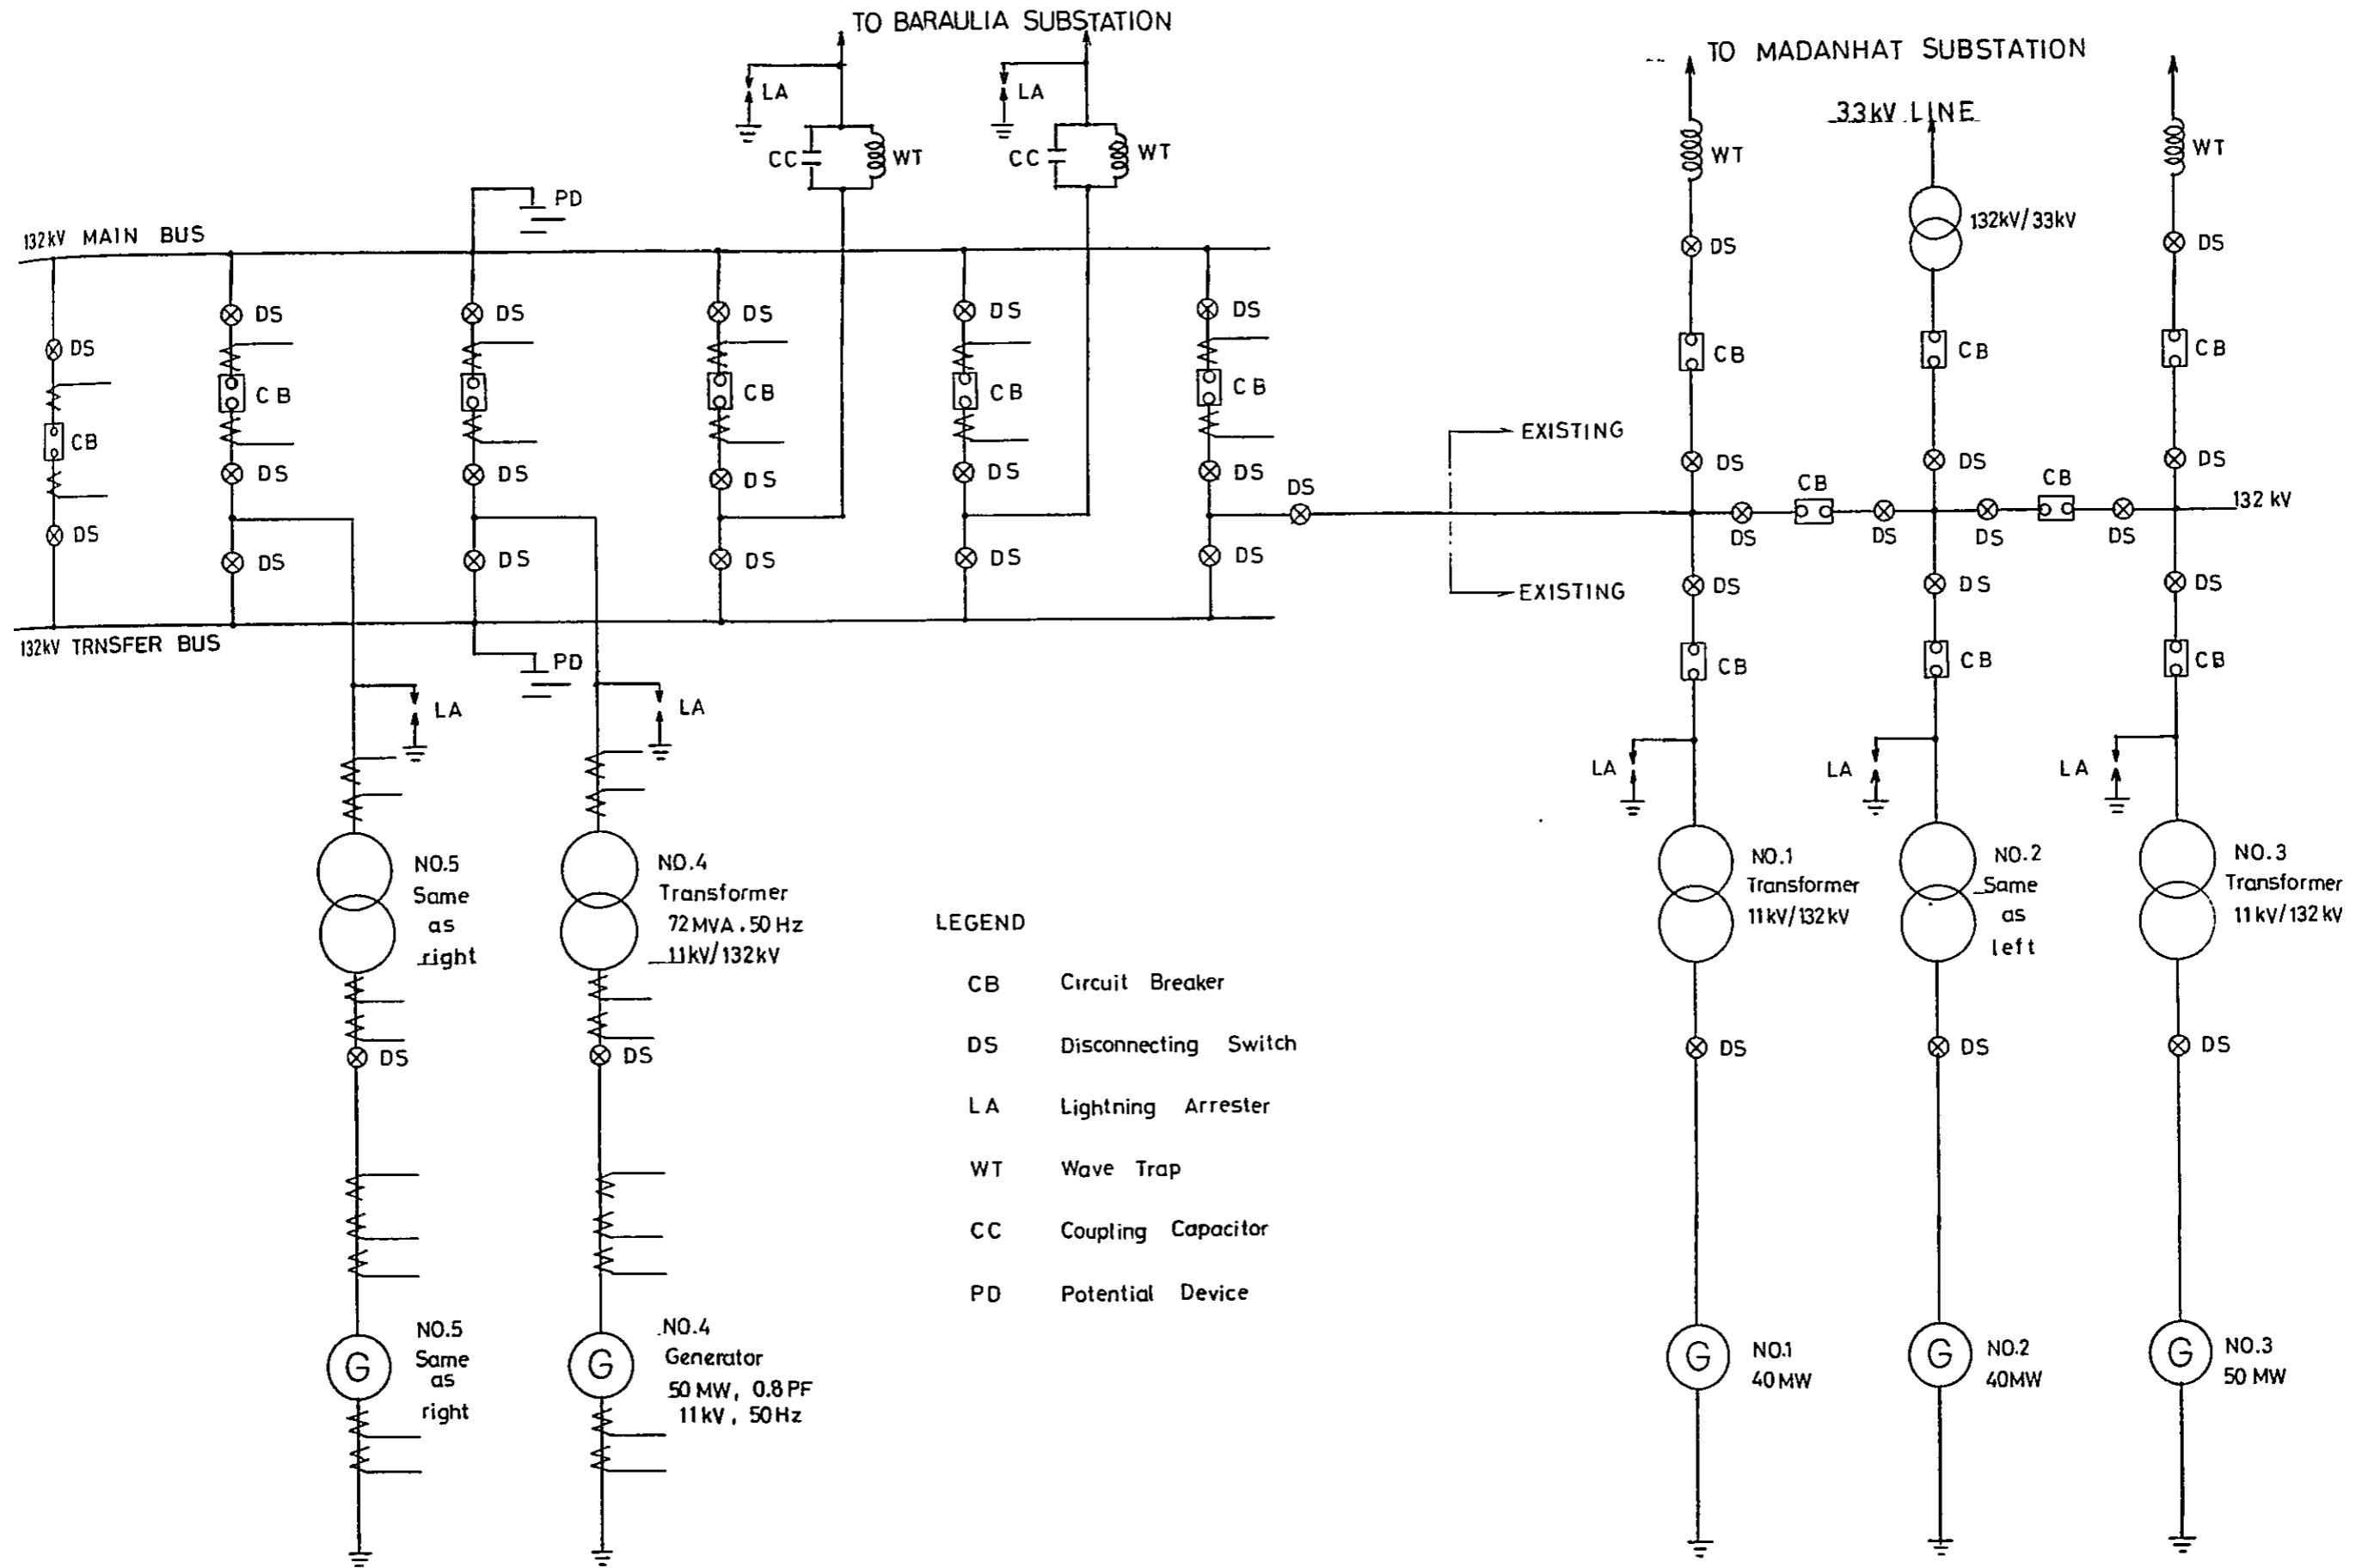 TO BARAULIA SUBSTATION
TO MADANHAT SUBSTATION
LA
LA
33kV LINE
CC
WT
CC
WT
WT
WT
PD
132kV/33kV
132kV MAIN BUS
DS
DS
DS
DS
DS
DS
DS
DS
DS
CB
CB
CB
CB
CB
CB
CB
CB
CB
EXISTING
DS
DS
DS
DS
DS
DS
DS
DS
DS
DS
CB
CB
132 kV
DS
DS
DS
DS
DS
DS
DS
DS
DS
EXISTING
DS
DS
DS
132kV TRNSFER BUS
PD
CB
CB
CB
LA
LA
LA
LA
LA
NO.5
Same
as
right
NO.4
Transformer
72MVA.50Hz
11kV/132kV
NO.1
Transformer
11kV/132kV
NO.2
Same
as
left
NO.3
Transformer
11kV/132kV
DS
DS
DS
DS
DS
LEGEND
CB Circuit Breaker
DS Disconnecting Switch
LA Lightning Arrester
WT Wave Trap
CC Coupling Capacitor
PD Potential Device
G
NO.5
Same
as
right
G
NO.4
Generator
50 MW, 0.8PF
11kV, 50Hz
G
NO.1
40MW
G
NO.2
40MW
G
NO.3
50 MW